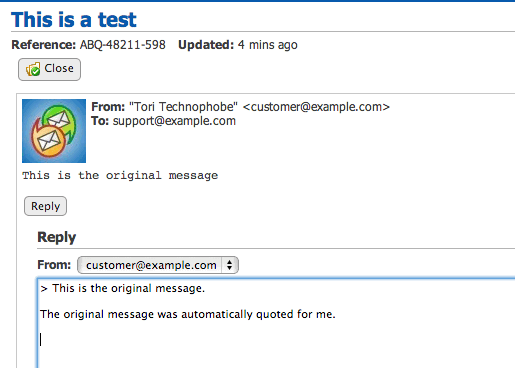 This is a test
Reference: ABQ-48211-598 Updated: 4 mins ago
Close
From: "Tori Technophobe" <customer@example.com>
To: support@example.com
This is the original message
Reply
Reply
From: customer@example.com
> This is the original message.
The original message was automatically quoted for me.